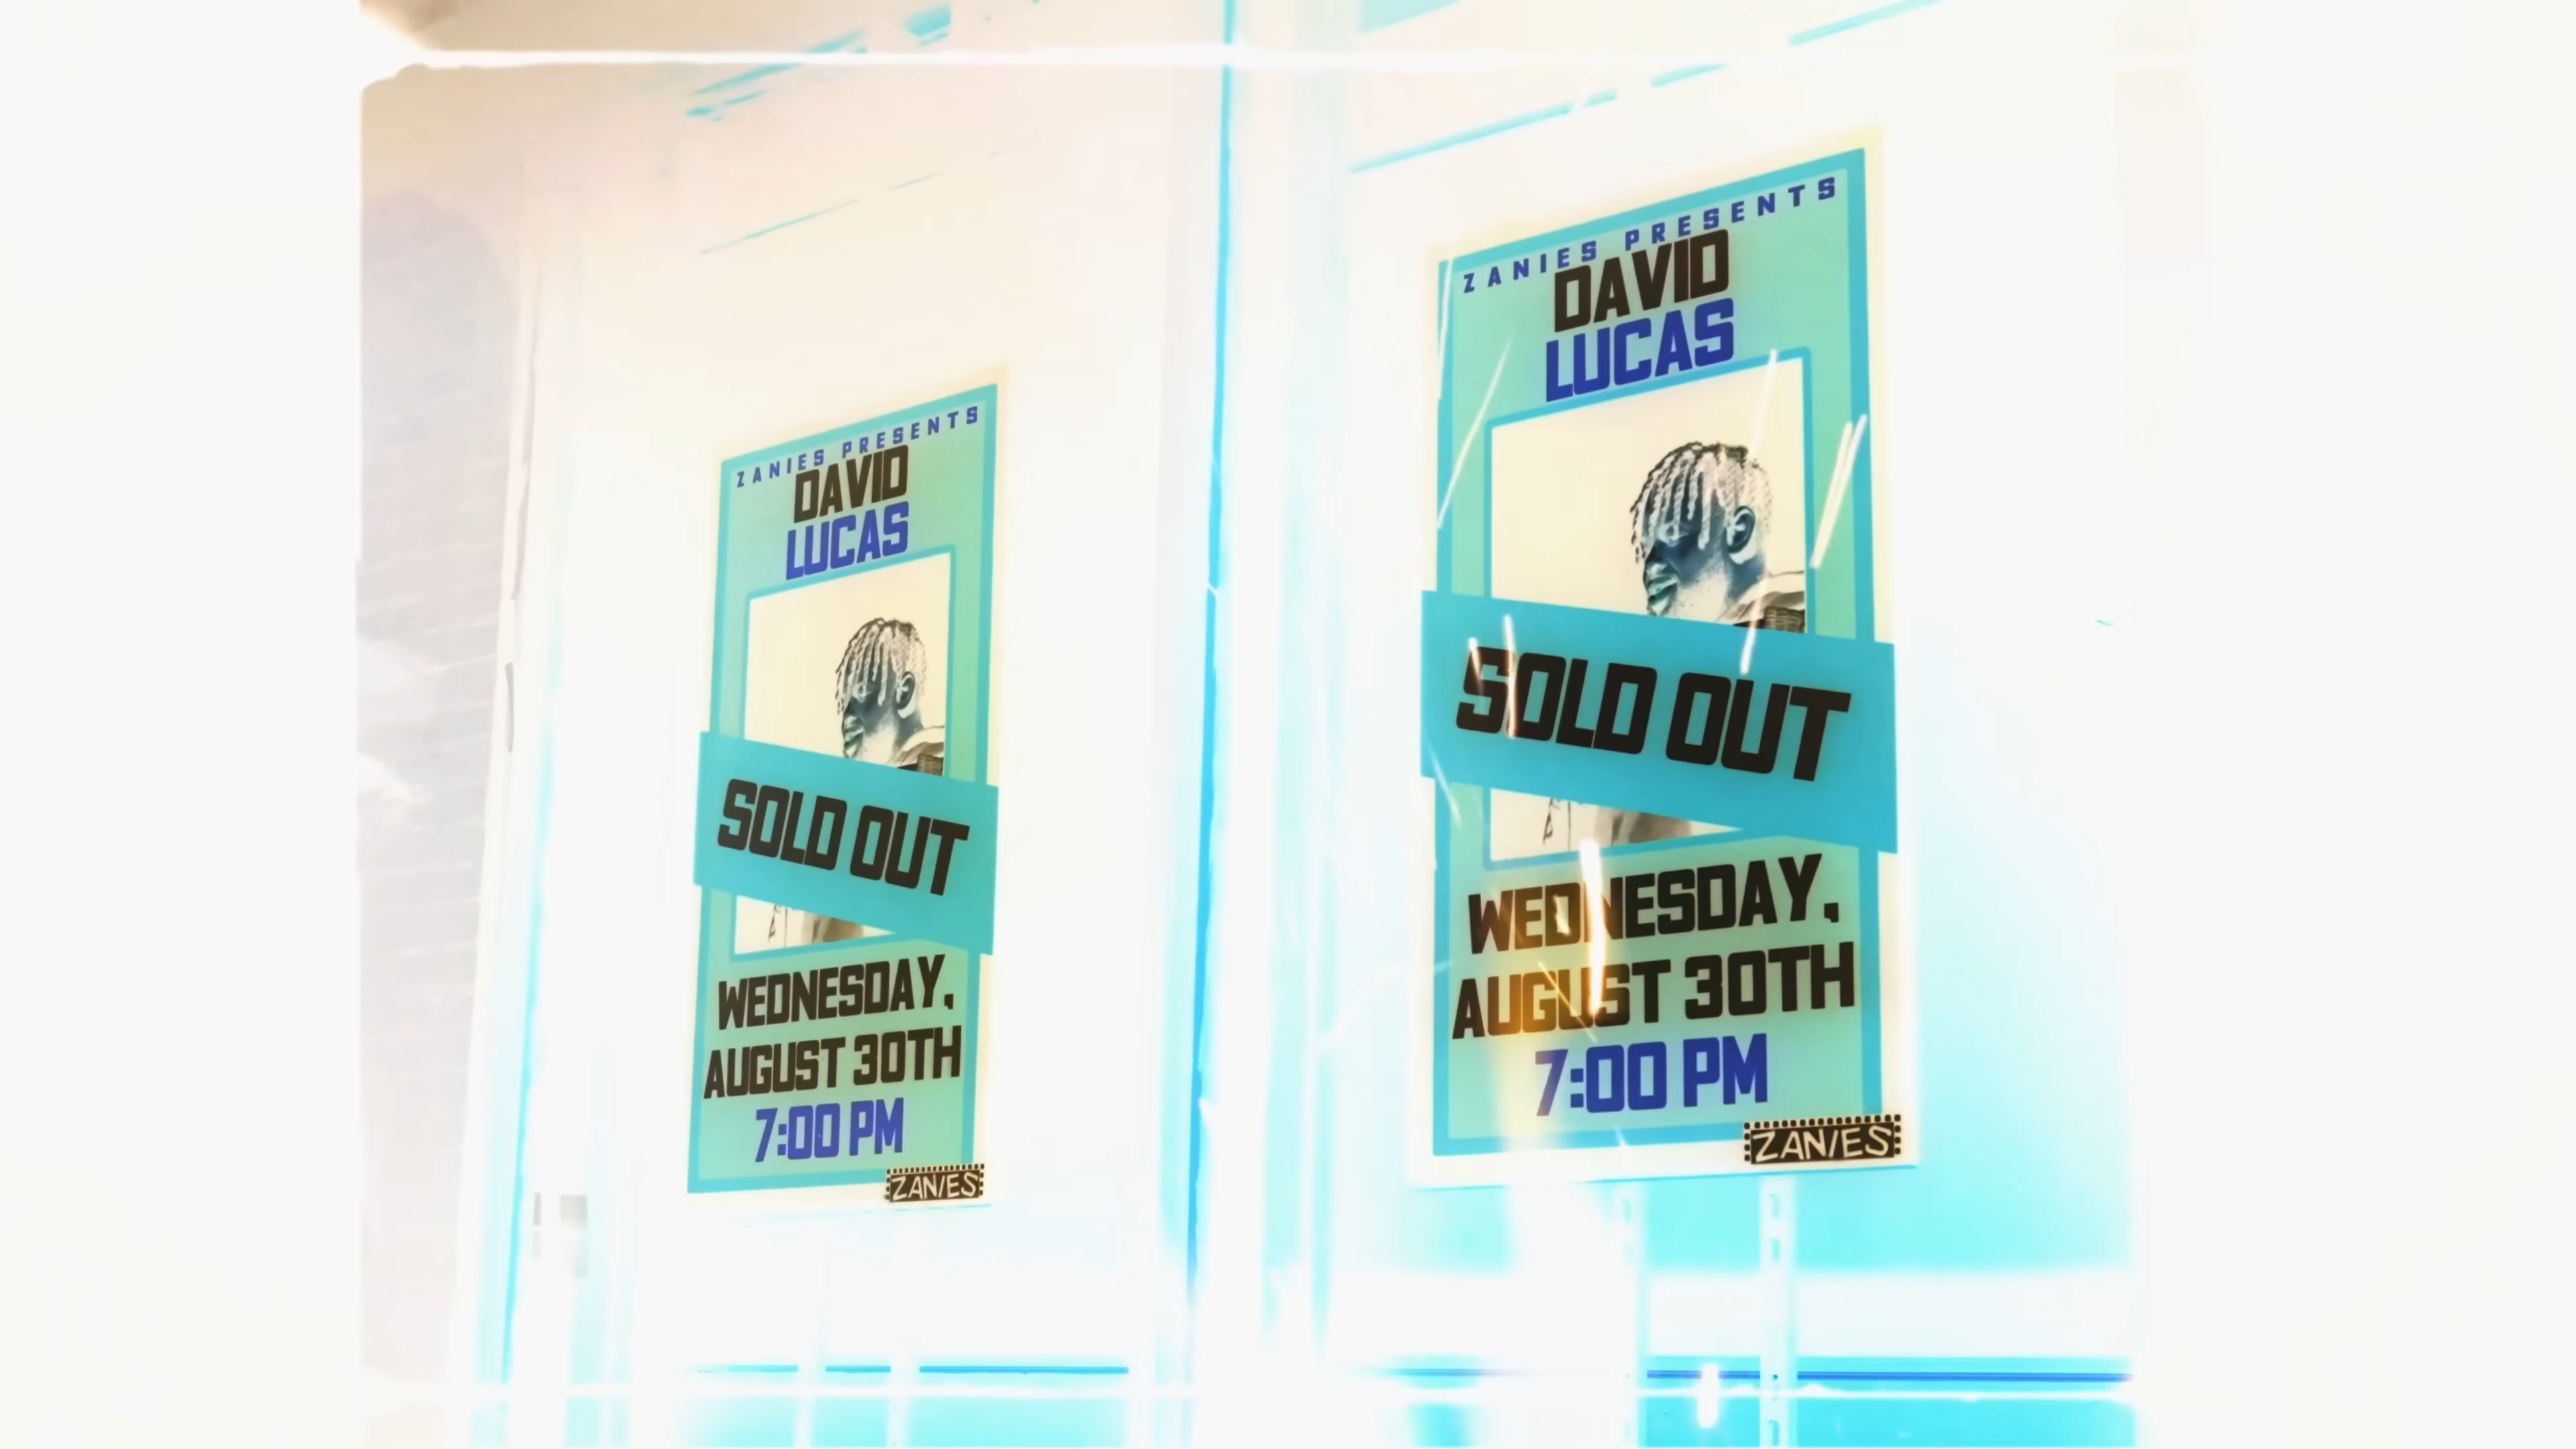 ZANIES PRESENTS
DAVID
LUCAS
SOLD OUT
WEDNESDAY,
AUGUST 30TH
7:00 PM
ZANIES
ZANIES PRESENTS
DAVID
LUCAS
SOLD OUT
WEDNESDAY,
AUGUST 30TH
7:00 PM
ZANIES